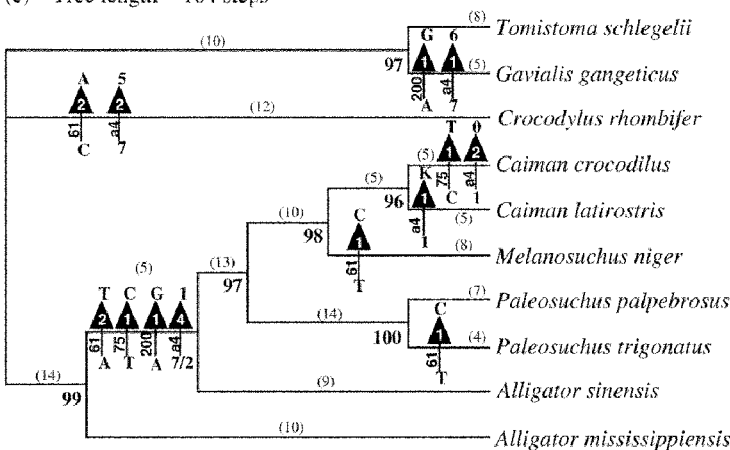 (8) Tomistoma schlegelii
(10) G 6
97 1 1 (5) Gavialis gangeticus
200 a4
A 7
A 5
2 2 (12) Crocodylus rhombifer
61 a4
C 7
T 0
(5) 1 2 Caiman crocodilus
75 a4
(5) K C 1
96 1 (5) Caiman latirostris
a4
1
(10) C
98 1 (8) Melanosuchus niger
61
T
(13)
97
(7) Paleosuchus palpebrosus
(14) C
100 1 (4) Paleosuchus trigonatus
61
T
(5)
T C G 1
2 1 1 4
61 75 200 a4
A T A 7/2
(9) Alligator sinensis
(14)
99
(10) Alligator mississippiensis